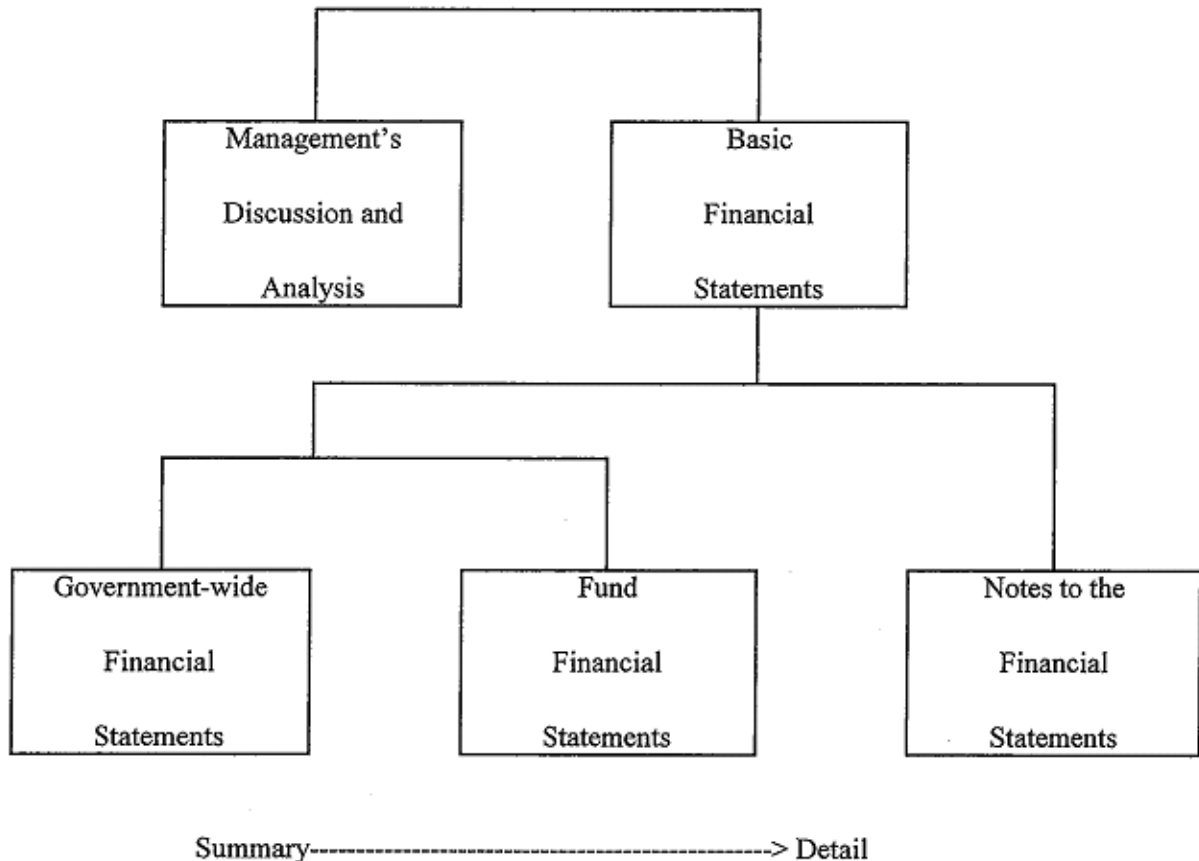 Management's
Discussion and
Analysis
Basic
Financial
Statements
Government-wide
Financial
Statements
Fund
Financial
Statements
Notes to the
Financial
Statements
Summary---------------------------------------------> Detail